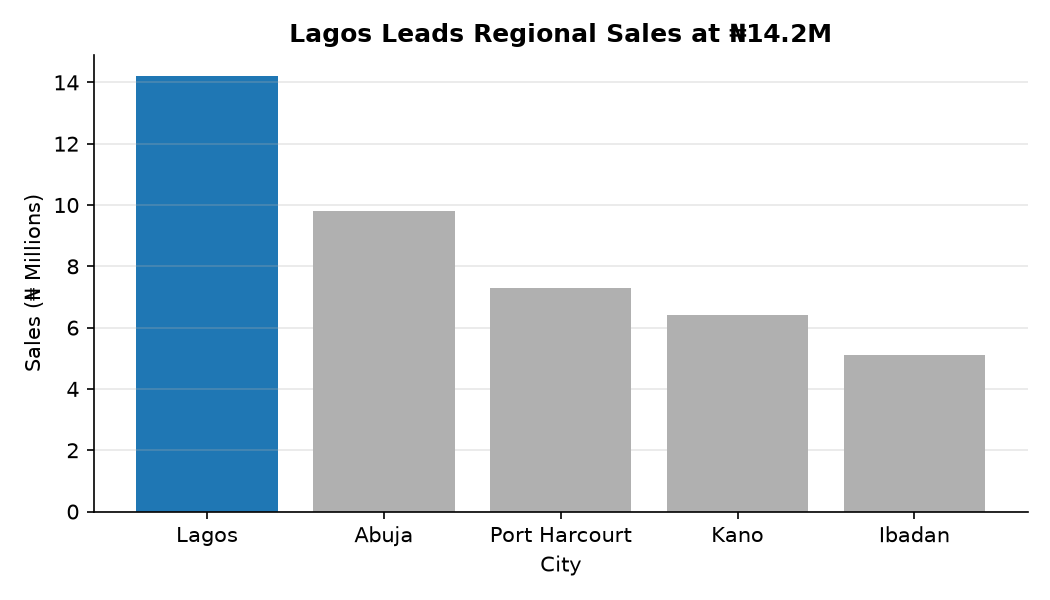 Lagos Leads Regional Sales at ₦14.2M
Sales (₦ Millions)
14
12
10
8
6
4
2
0
Lagos Abuja Port Harcourt Kano Ibadan
City